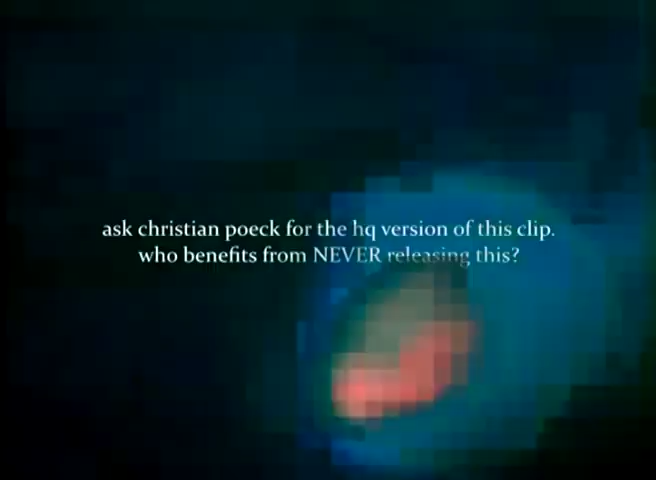 ask christian poeck for the hq version of this clip.
who benefits from NEVER releasing this?